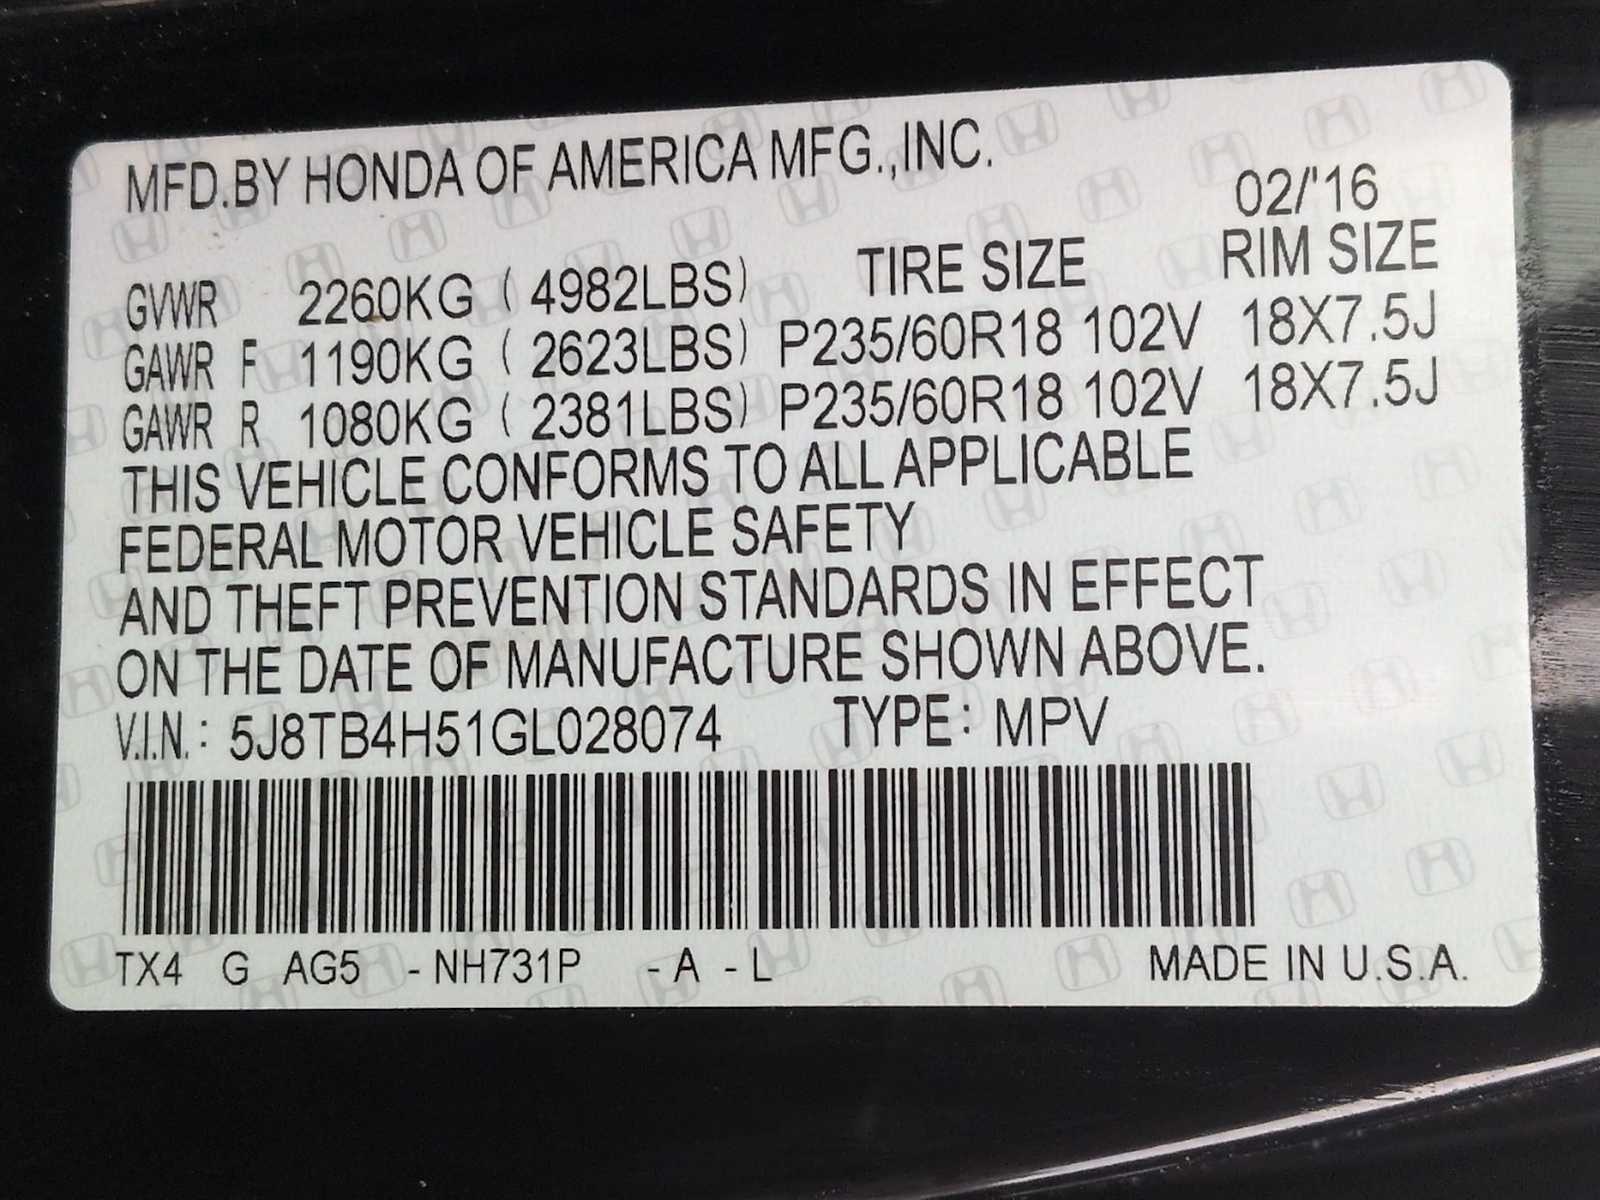 MFD.BY HONDA OF AMERICA MFG.,INC.
02/'16
TIRE SIZE RIM SIZE
GVWR 2260KG ( 4982LBS)
GAWR F 1190KG ( 2623LBS) P235/60R18 102V 18X7.5J
GAWR R 1080KG ( 2381LBS) P235/60R18 102V 18X7.5J
THIS VEHICLE CONFORMS TO ALL APPLICABLE
FEDERAL MOTOR VEHICLE SAFETY
AND THEFT PREVENTION STANDARDS IN EFFECT
ON THE DATE OF MANUFACTURE SHOWN ABOVE.
V.I.N.: 5J8TB4H51GL028074 TYPE: MPV
TX4 G AG5 -NH731P -A -L MADE IN U.S.A.